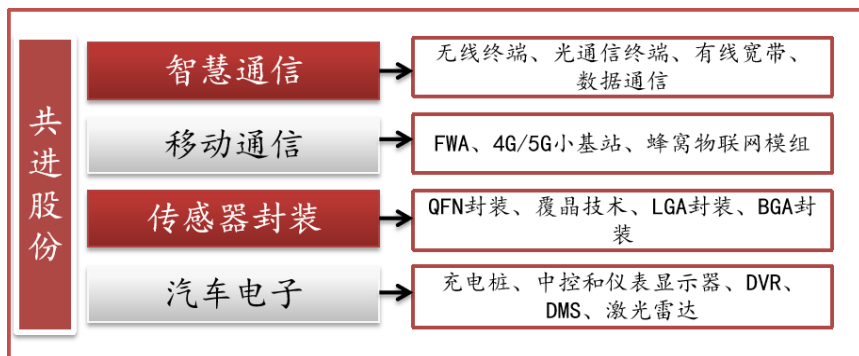 共进股份
智慧通信
无线终端、光通信终端、有线宽带、
数据通信
移动通信
FWA、4G/5G小基站、蜂窝物联网模组
传感器封装
QFN封装、覆晶技术、LGA封装、BGA封
装
汽车电子
充电桩、中控和仪表显示器、DVR、
DMS、激光雷达